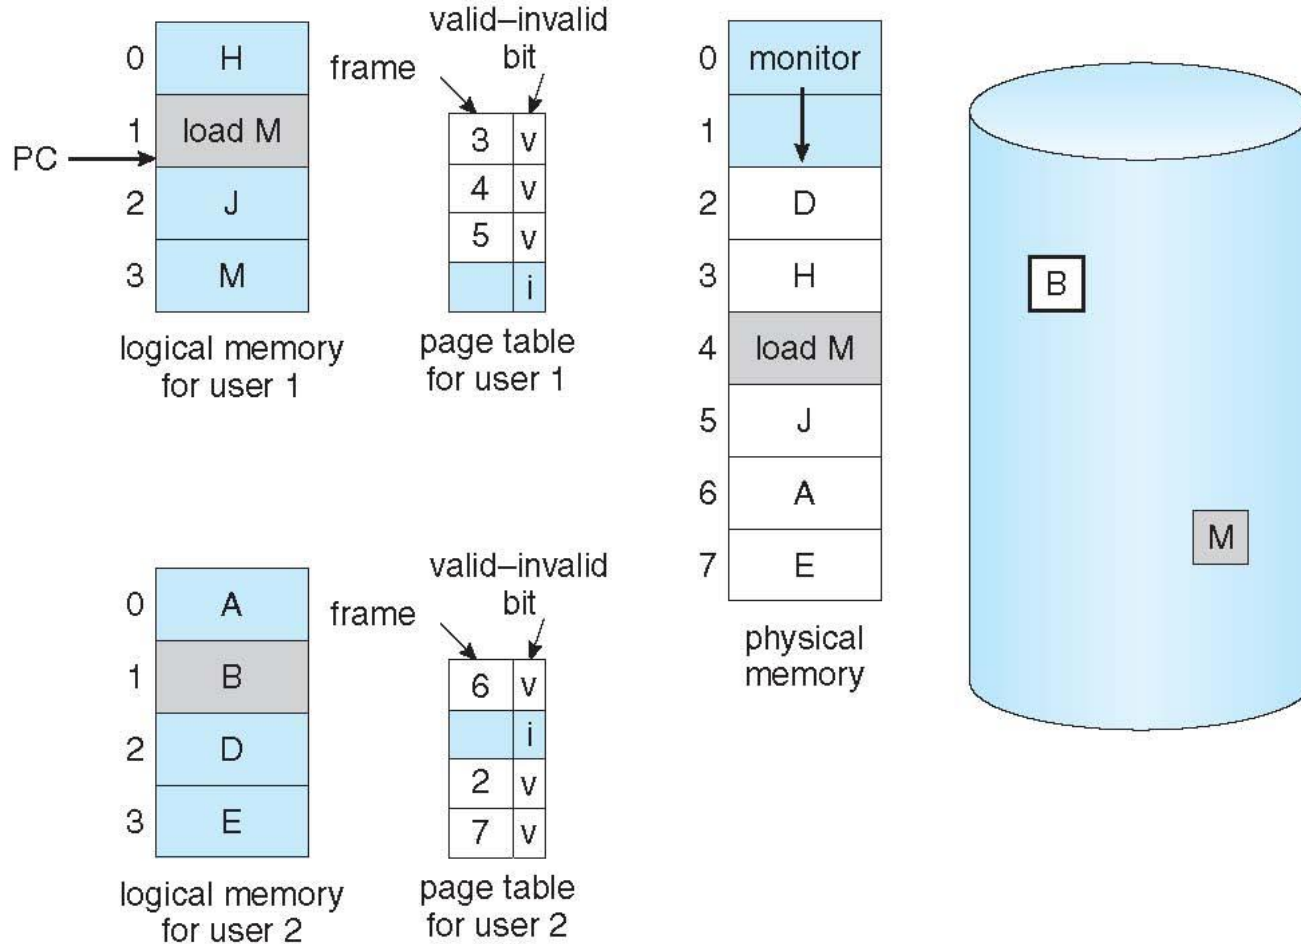 valid–invalid
bit
frame
0 H
1 load M
PC
2 J
3 M
3 v
4 v
5 v
i
logical memory
for user 1
page table
for user 1
0 monitor
1
2 D
3 H
4 load M
5 J
6 A
7 E
physical
memory
B
M
valid–invalid
bit
frame
0 A
1 B
2 D
3 E
6 v
i
2 v
7 v
logical memory
for user 2
page table
for user 2